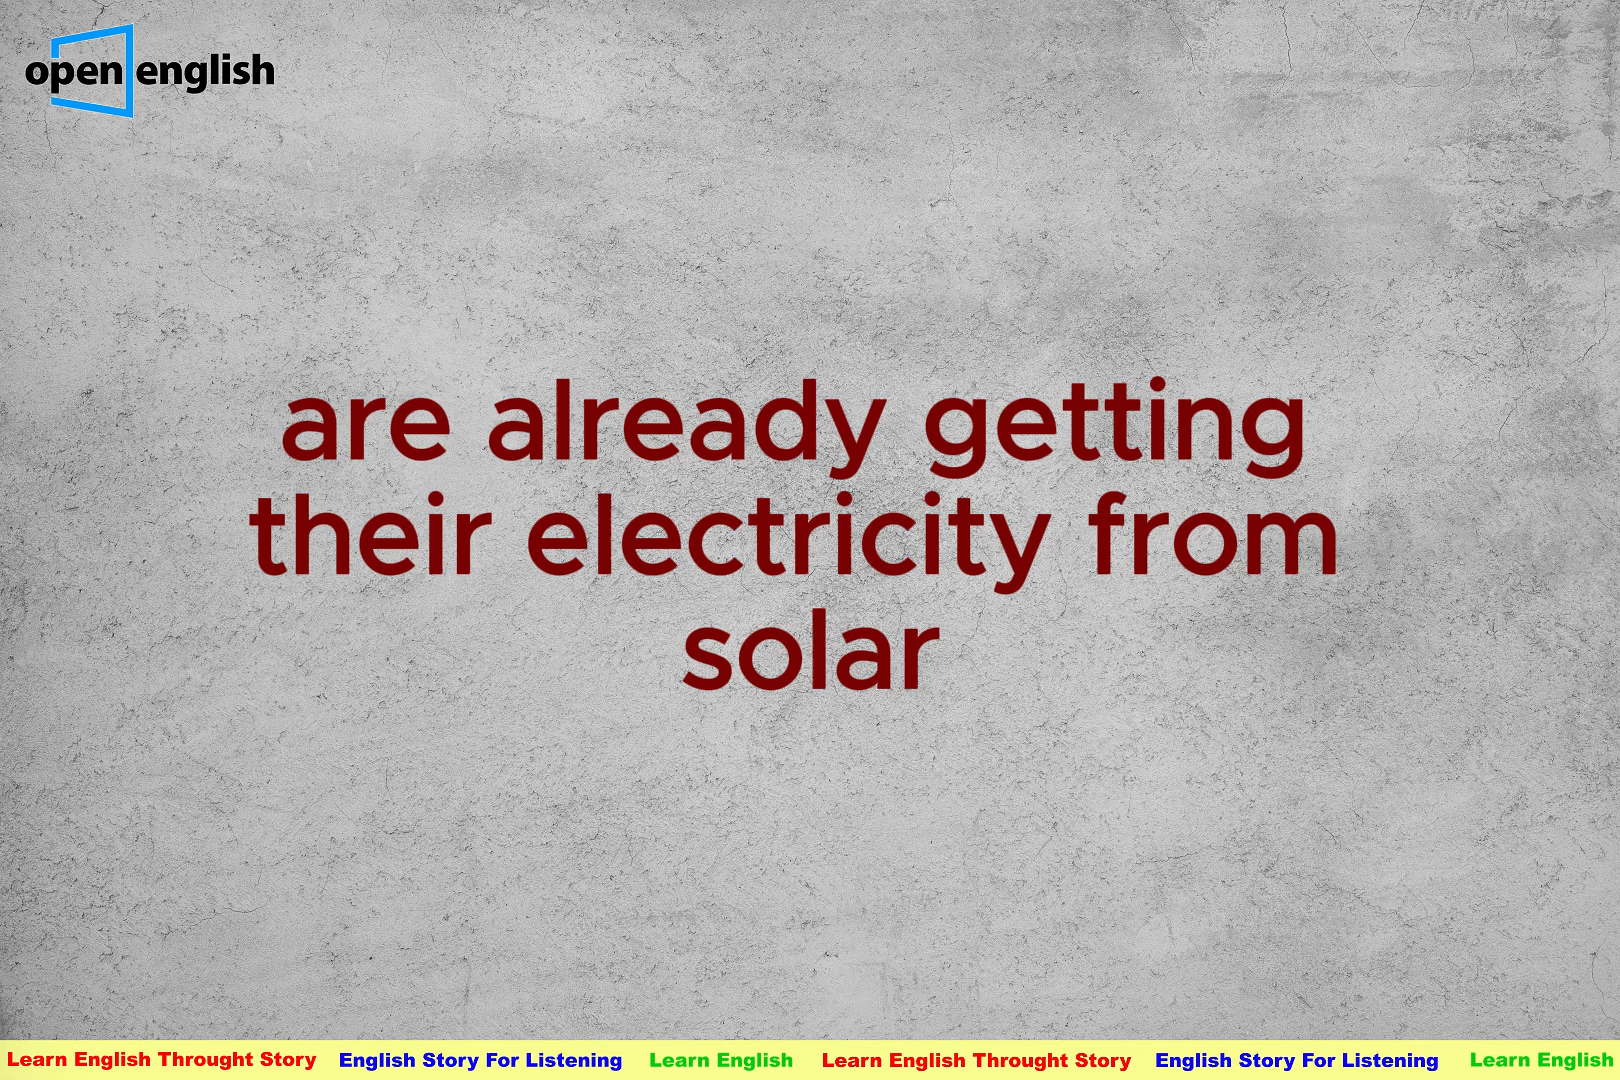 open english
are already getting
their electricity from
solar
Learn English Throught Story English Story For Listening Learn English Learn English Throught Story English Story For Listening Learn English